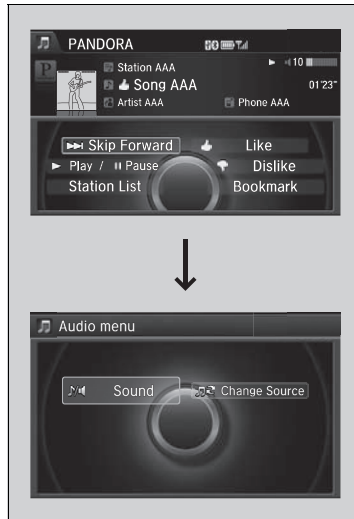 PANDORA
Station AAA
10
P
Song AAA
01'23"
Artist AAA
Phone AAA
Skip Forward
Like
Play / Pause
Dislike
Station List
Bookmark
Audio menu
Sound
Change Source